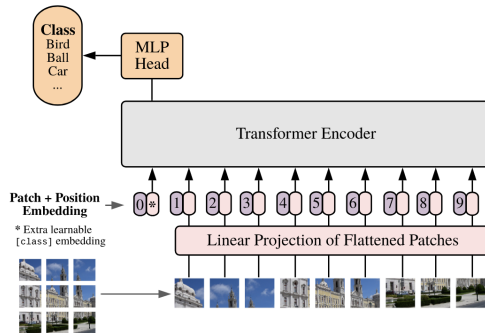 Class
Bird
Ball
Car
...
MLP
Head
Transformer Encoder
Patch + Position
Embedding
0 * 1 2 3 4 5 6 7 8 9
* Extra learnable
[class] embedding
Linear Projection of Flattened Patches